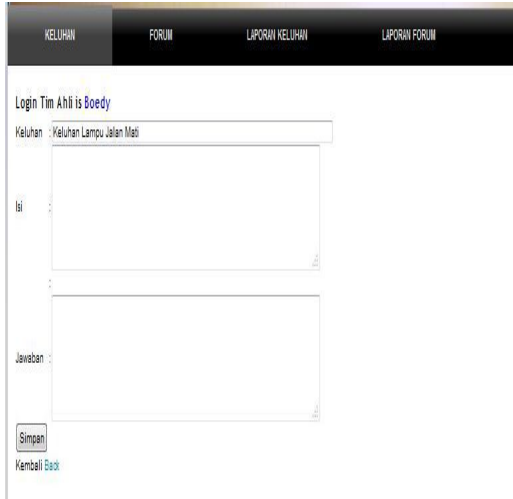 KELUHAN FORUM LAPORAN KELUHAN LAPORAN FORUM
Login Tim Ahli is Boedy
Keluhan : Keluhan Lampu Jalan Mati
Isi :
:
Jawaban :
Simpan
Kembali Back